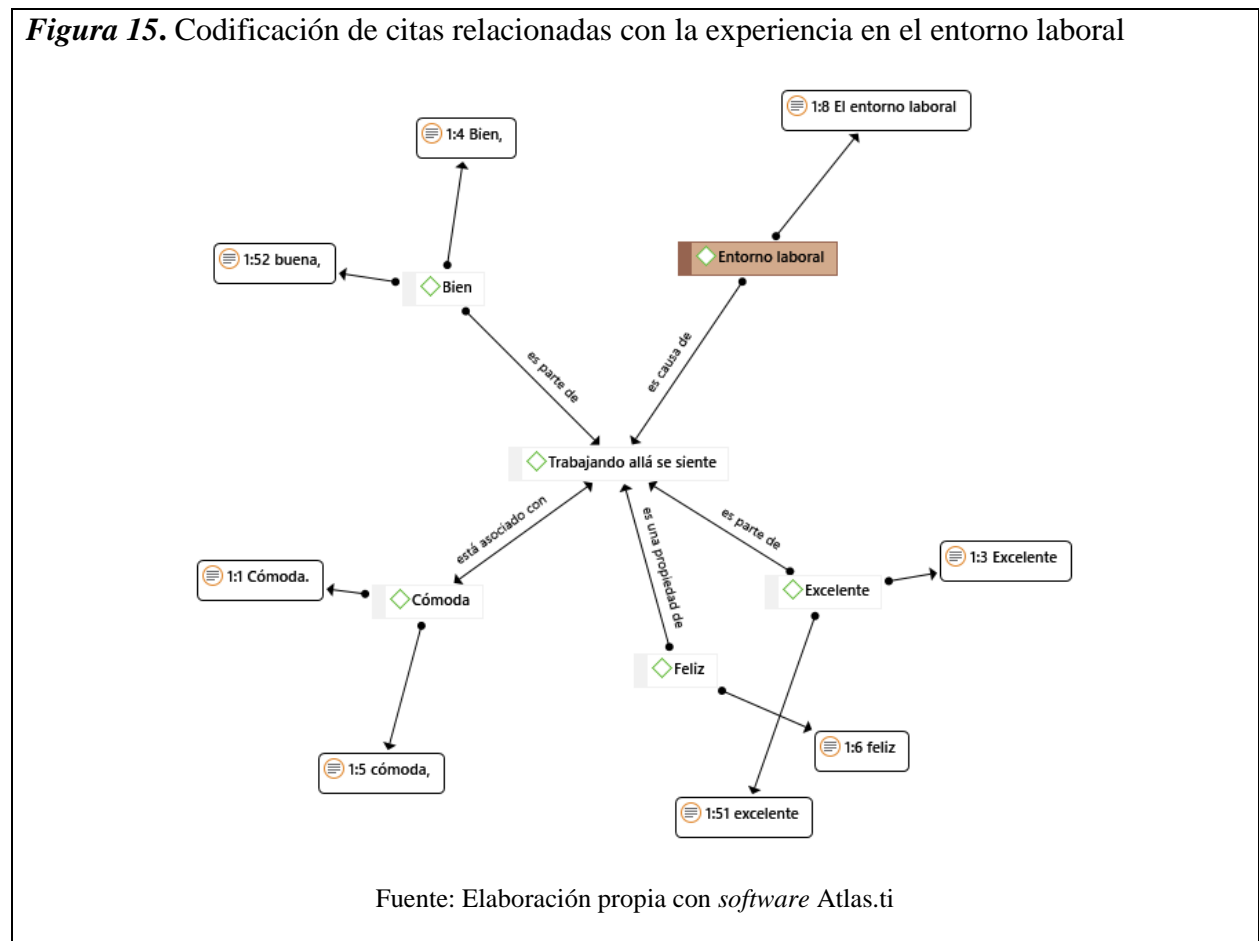 Figura 15. Codificación de citas relacionadas con la experiencia en el entorno laboral
1:8 El entorno laboral
1:4 Bien,
1:52 buena,
Entorno laboral
Bien
es parte de
es causa de
Trabajando allá se siente
está asociado con
es una propiedad de
es parte de
1:1 Cómoda.
1:3 Excelente
Cómoda
Excelente
Feliz
1:6 feliz
1:5 cómoda,
1:51 excelente
Fuente: Elaboración propia con software Atlas.ti